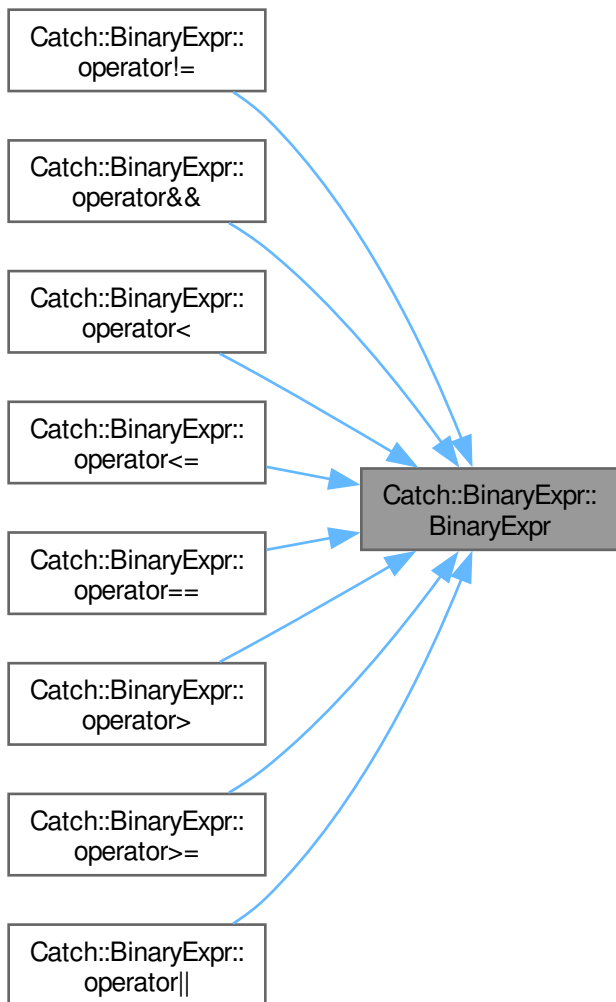 Catch::BinaryExpr::
operator!=
Catch::BinaryExpr::
operator&&
Catch::BinaryExpr::
operator<
Catch::BinaryExpr::
operator<=
Catch::BinaryExpr::
BinaryExpr
Catch::BinaryExpr::
operator==
Catch::BinaryExpr::
operator>
Catch::BinaryExpr::
operator>=
Catch::BinaryExpr::
operator||